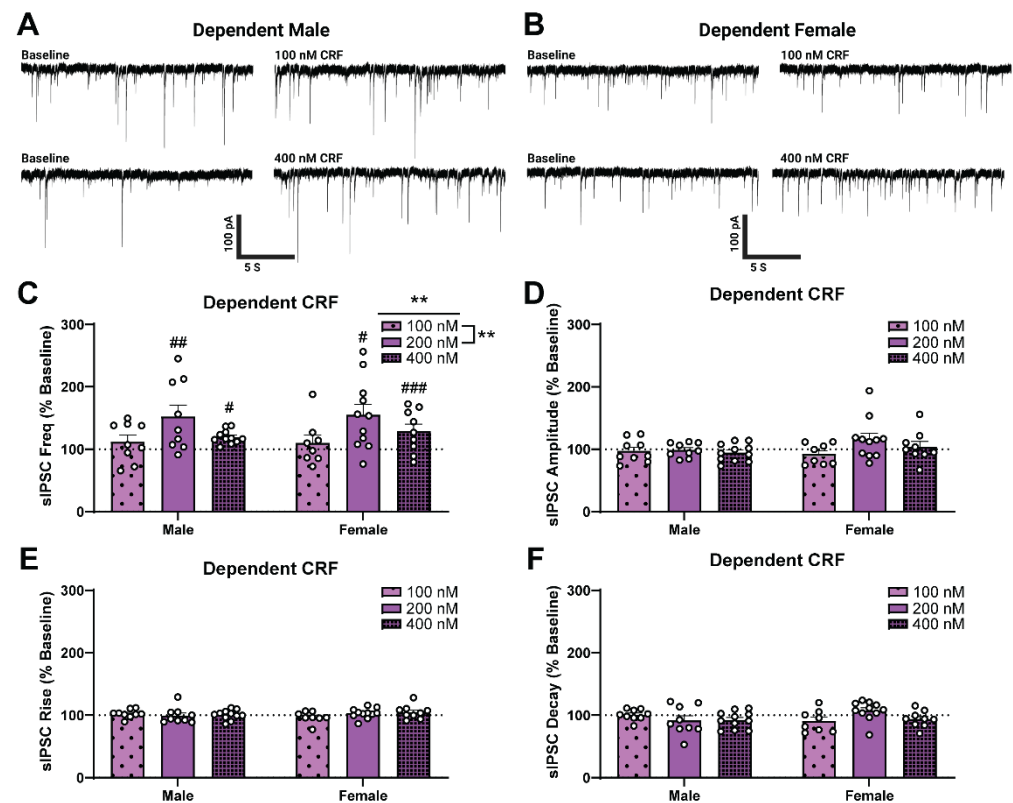 A
Dependent Male
Baseline
100 nM CRF
Baseline
400 nM CRF
100 pA
5 S
B
Dependent Female
Baseline
100 nM CRF
Baseline
400 nM CRF
100 pA
5 S
C
Dependent CRF
sIPSC Freq (% Baseline)
300
200
100
0
##
#
#
###
**
100 nM
200 nM
400 nM
**
Male
Female
D
Dependent CRF
sIPSC Amplitude (% Baseline)
300
200
100
0
100 nM
200 nM
400 nM
Male
Female
E
Dependent CRF
sIPSC Rise (% Baseline)
300
200
100
0
100 nM
200 nM
400 nM
Male
Female
F
Dependent CRF
sIPSC Decay (% Baseline)
300
200
100
0
100 nM
200 nM
400 nM
Male
Female